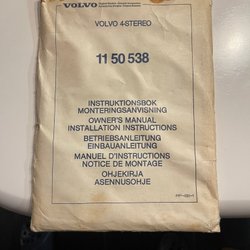 VOLVO
VOLVO 4-STEREO
11 50 538
INSTRUKTIONSBOK
MONTERINGSANVISNING
OWNER'S MANUAL
INSTALLATION INSTRUCTIONS
BETRIEBSANLEITUNG
EINBAUANLEITUNG
MANUEL D'INSTRUCTIONS
NOTICE DE MONTAGE
OHJEKIRJA
ASENNUSOHJE